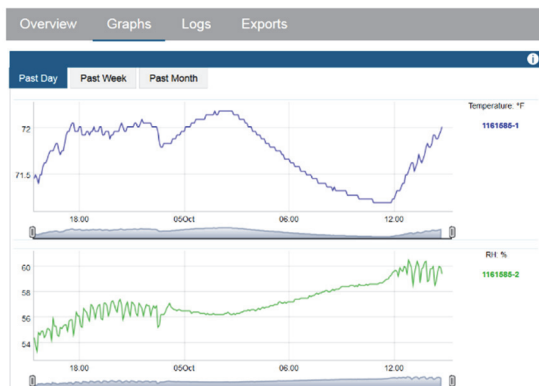 Overview Graphs Logs Exports
i
Past Day Past Week Past Month
Temperature: °F
1161585-1
72
71.5
18:00 05Oct 06:00 12:00
RH: %
1161585-2
60
58
56
54
18:00 05Oct 06:00 12:00